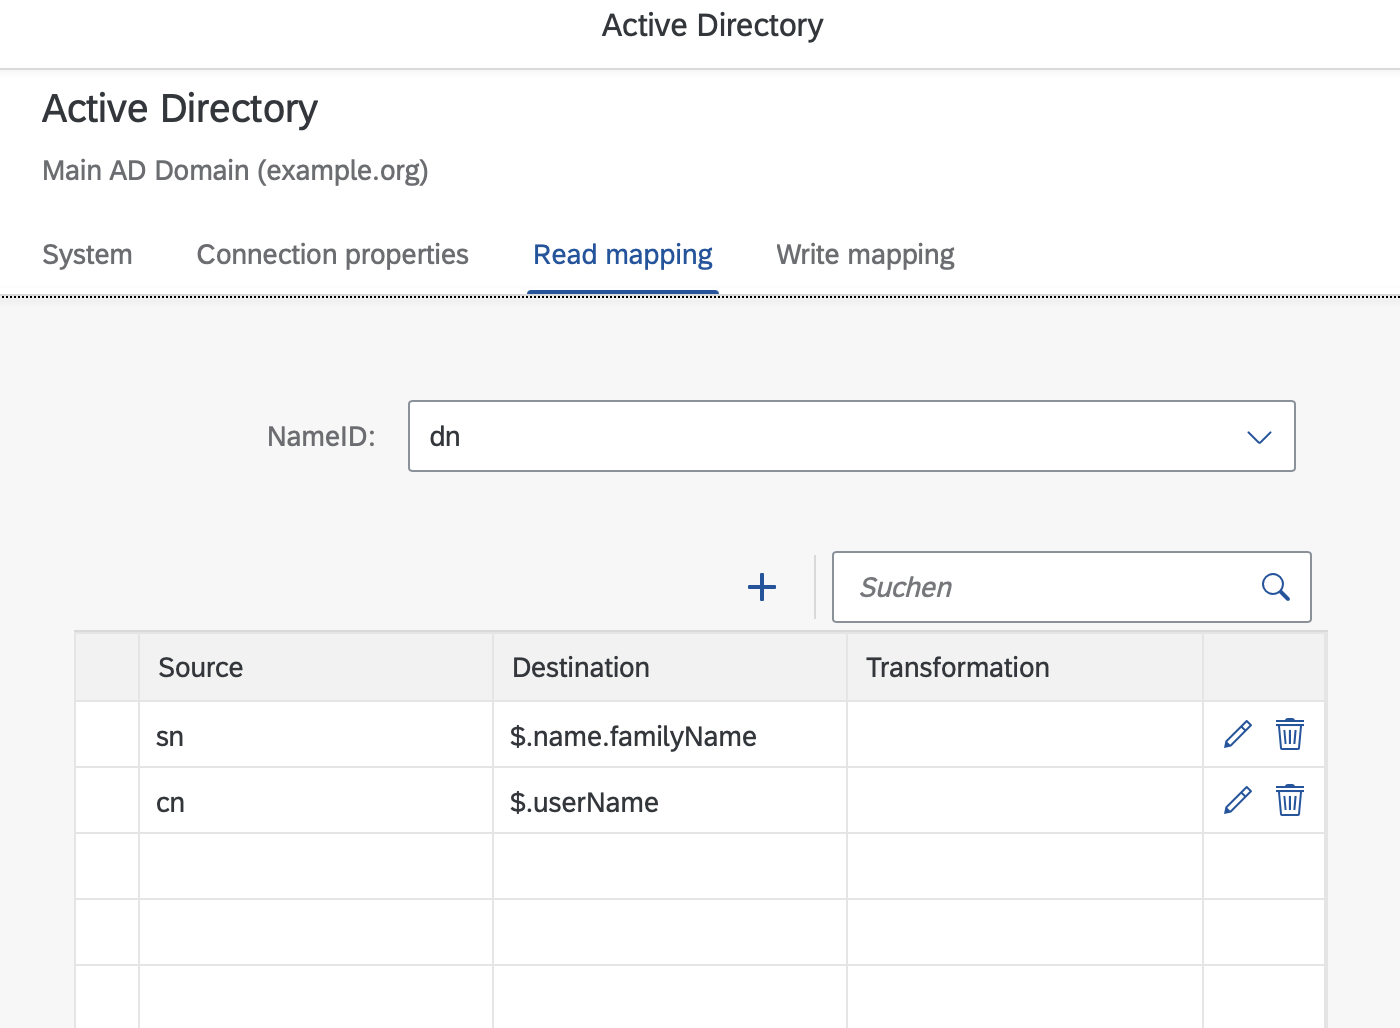 Active Directory
Active Directory
Main AD Domain (example.org)
System Connection properties Read mapping Write mapping
NameID: dn
Suchen
Source Destination Transformation
sn $.name.familyName
cn $.userName